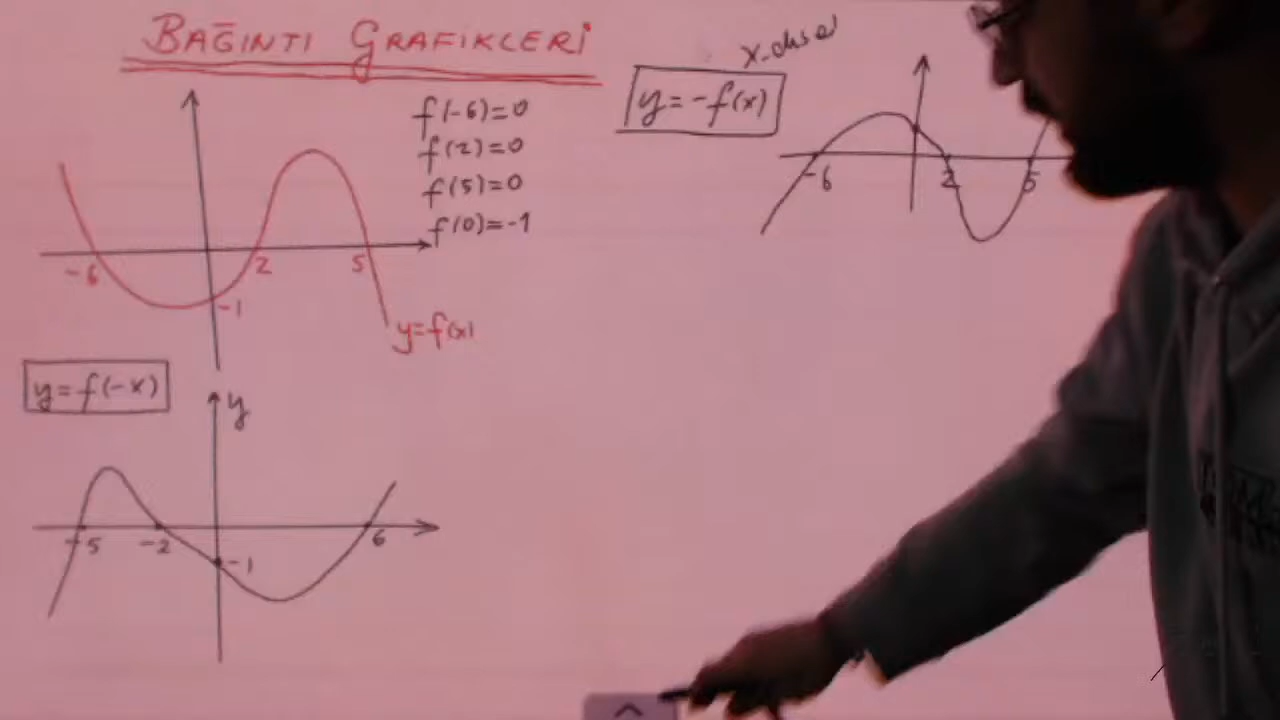 BAĞINTI GRAFİKLERİ
f(-6)=0
f(2)=0
f(5)=0
f(0)=-1
-6
2
5
-1
y=f(x)
y=f(-x)
y
-5
-2
-1
6
y=-f(x)
-6
2
5